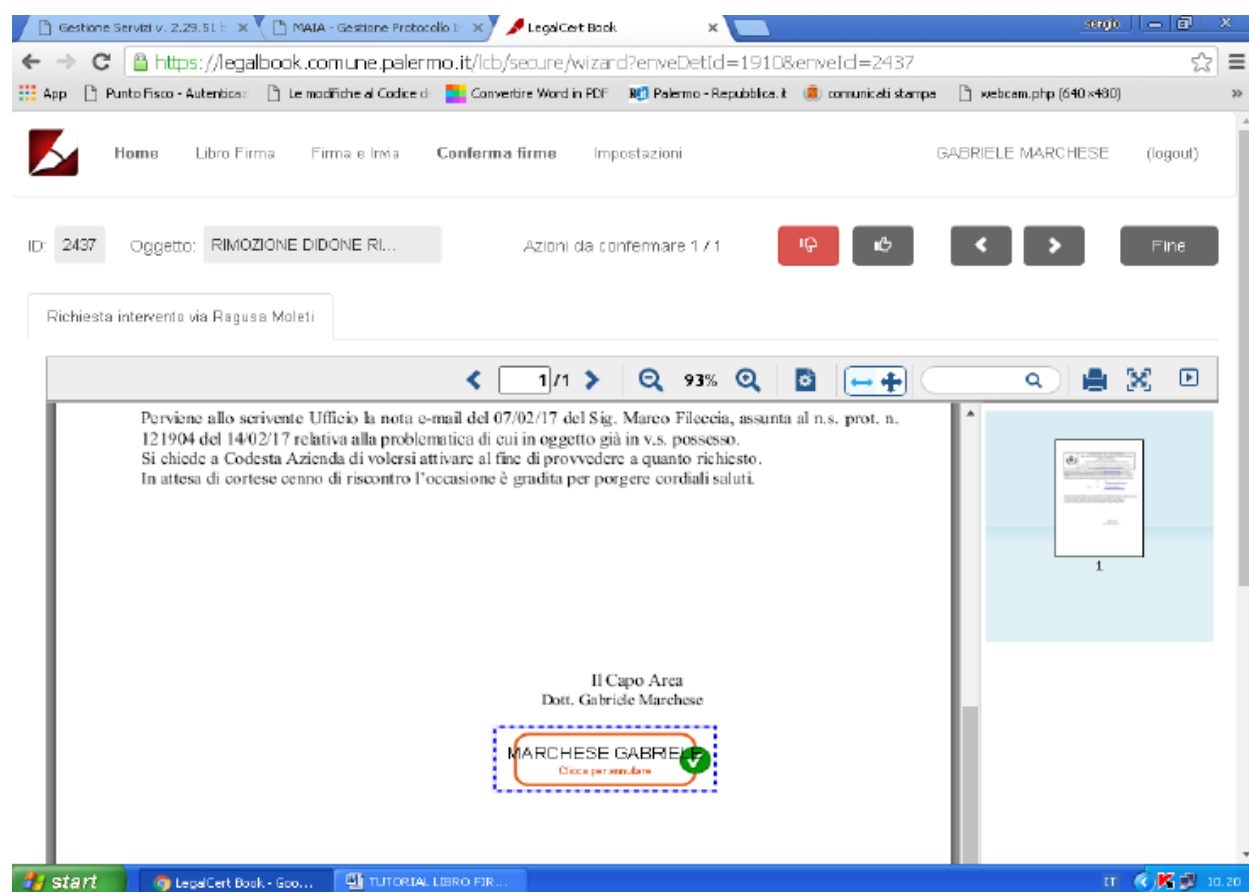 Gestione Servizi v. 2.29.51 b
MAIA - Gestione Protocollo I
LegalCert Book
sergio
https://legalbook.comune.palermo.it/lcb/secure/wizard?enveDetId=1910&enveId=2437
App
Punto Fisco - Autentica
Le modifiche al Codice d
Convertire Word in PDF
Palermo - Repubblica.it
comunicati stampa
webcam.php (640×480)
Home
Libro Firma
Firma e Invia
Conferma firme
Impostazioni
GABRIELE MARCHESE
(logout)
ID:
2437
Oggetto:
RIMOZIONE DIDONE RI...
Azioni da confermare 1 / 1
Fine
Richiesta intervento via Ragusa Moleti
1 /1
93%
Perviene allo scrivente Ufficio la nota e-mail del 07/02/17 del Sig. Marco Fileccia, assunta al n.s. prot. n.
121904 del 14/02/17 relativa alla problematica di cui in oggetto già in v.s. possesso.
Si chiede a Codesta Azienda di volersi attivare al fine di provvedere a quanto richiesto.
In attesa di cortese cenno di riscontro l'occasione è gradita per porgere cordiali saluti.
1
Il Capo Area
Dott. Gabriele Marchese
MARCHESE GABRIELE
Clicca per annullare
start
LegalCert Book - Goo...
TUTORIAL LIBRO FIR...
IT
10.20